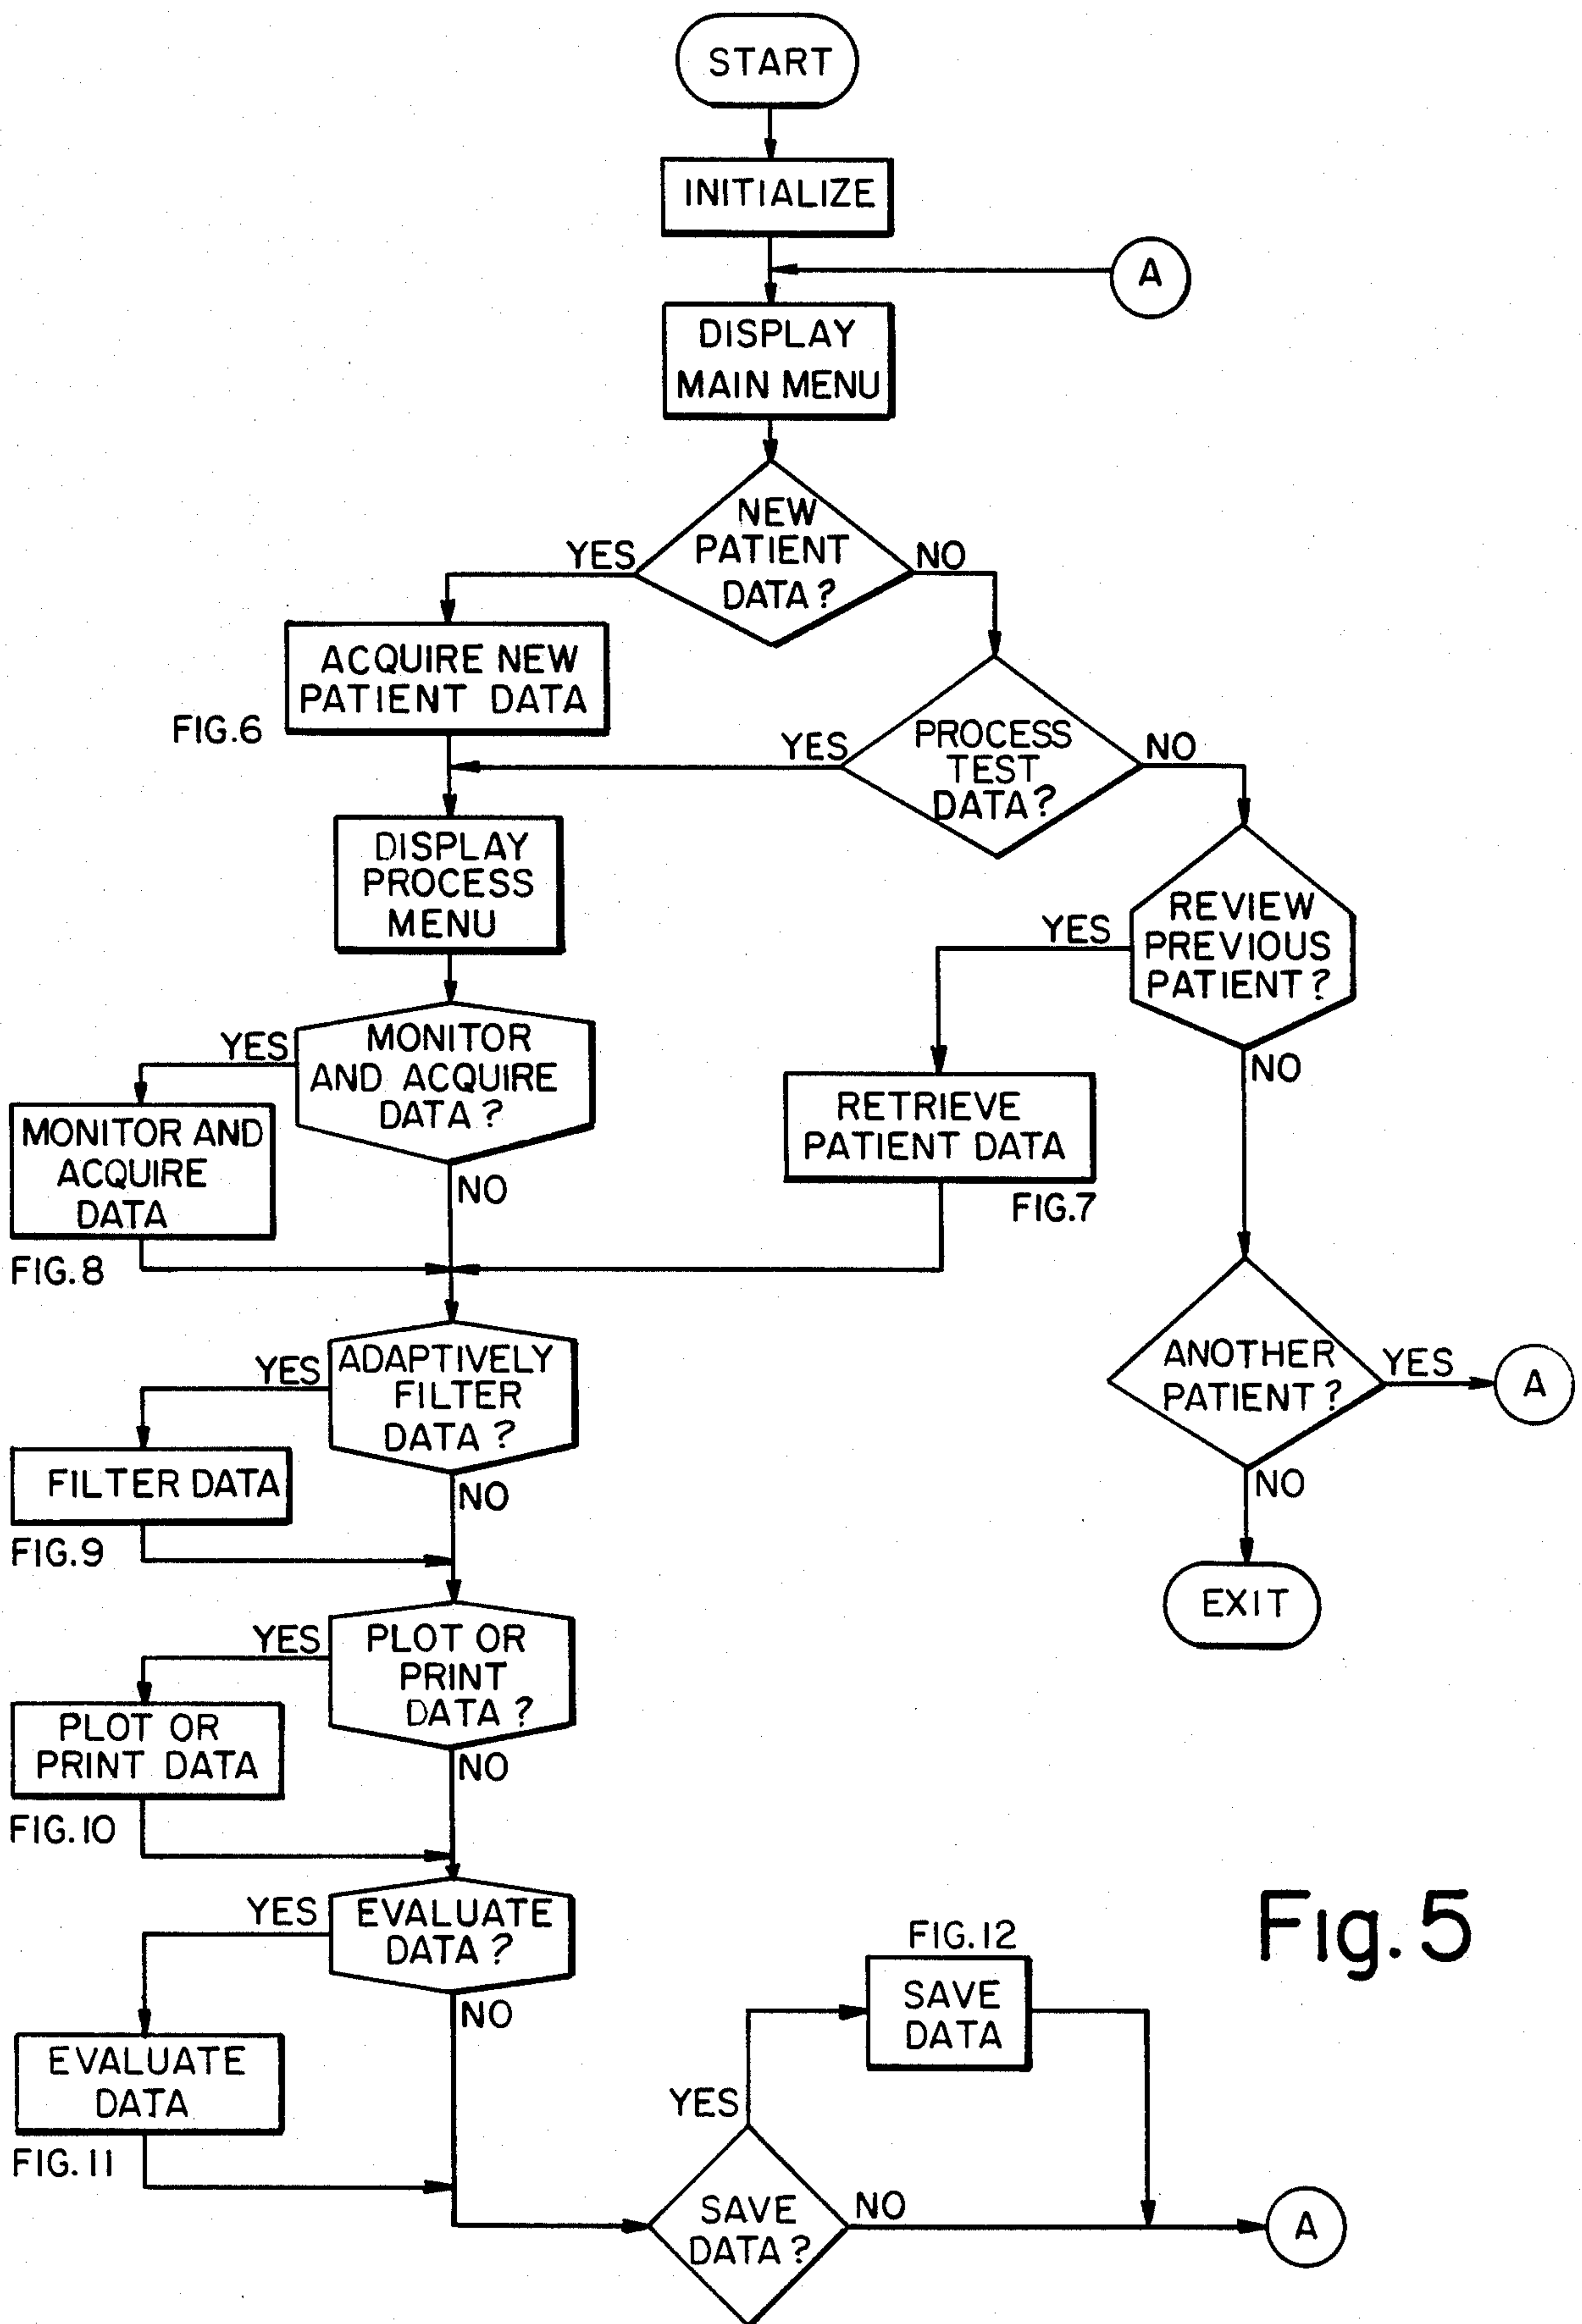 START
INITIALIZE
A
DISPLAY
MAIN MENU
NEW
PATIENT
DATA?
YES
NO
ACQUIRE NEW
PATIENT DATA
FIG.6
PROCESS
TEST
DATA?
YES
NO
DISPLAY
PROCESS
MENU
REVIEW
PREVIOUS
PATIENT?
YES
NO
MONITOR
AND ACQUIRE
DATA?
YES
NO
MONITOR AND
ACQUIRE
DATA
FIG.8
RETRIEVE
PATIENT DATA
FIG.7
ADAPTIVELY
FILTER
DATA?
YES
NO
FILTER DATA
FIG.9
ANOTHER
PATIENT?
YES
A
NO
EXIT
PLOT OR
PRINT
DATA?
YES
NO
PLOT OR
PRINT DATA
FIG.10
EVALUATE
DATA?
YES
NO
EVALUATE
DATA
FIG.11
FIG.12
SAVE
DATA
YES
SAVE
DATA?
NO
A
Fig.5